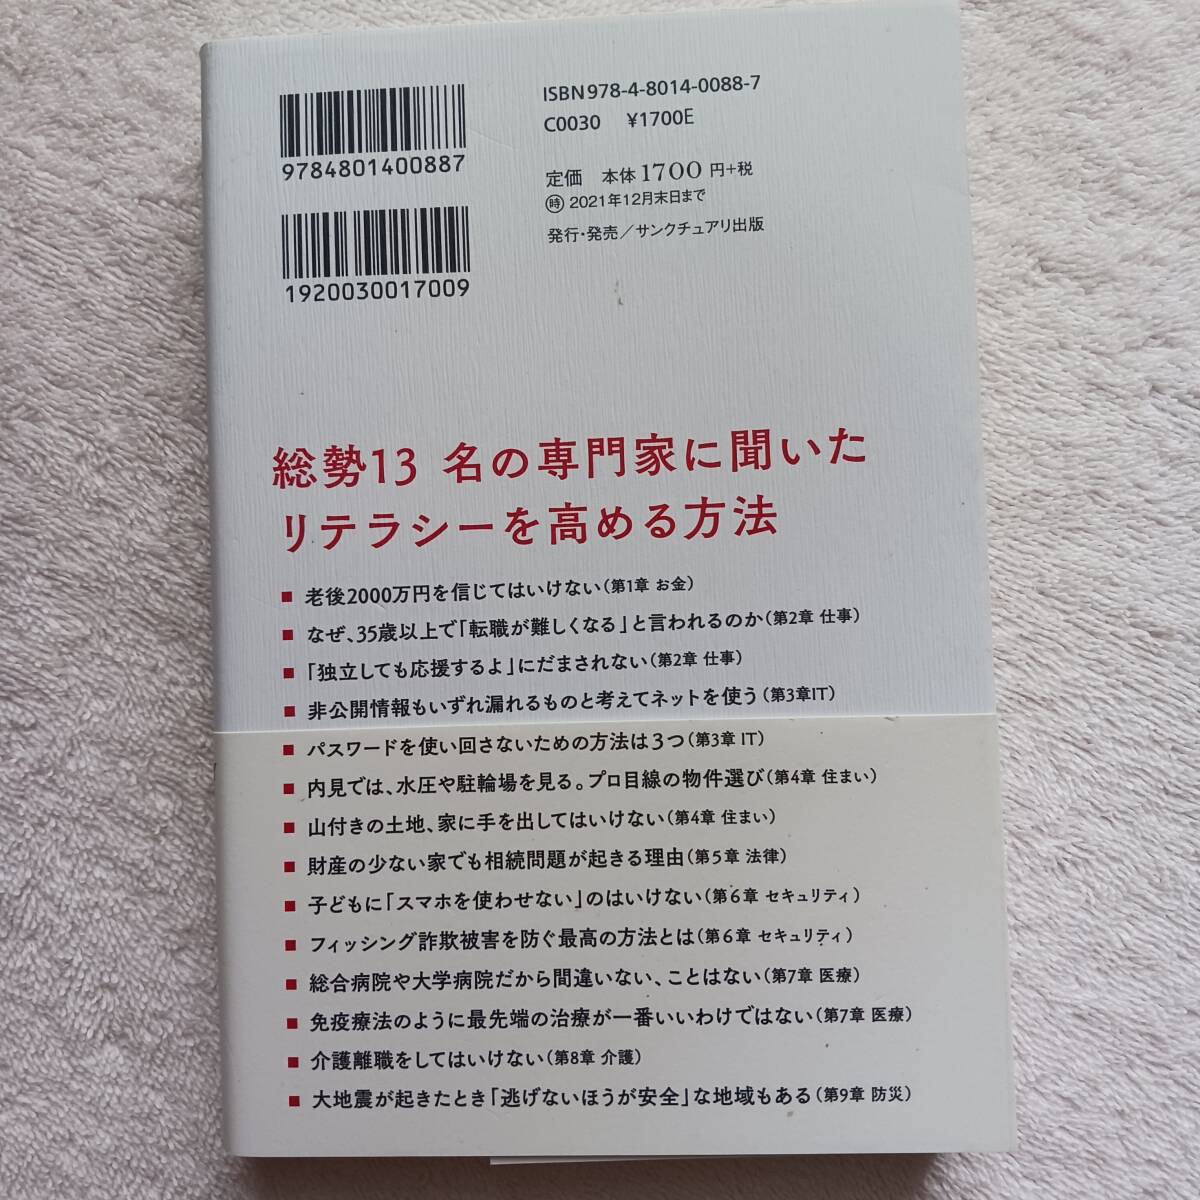 ISBN978-4-8014-0088-7
C0030 ¥1700E
9784801400887
定価 本体1700円+税
㊕2021年12月末日まで
発行・発売/サンクチュアリ出版
1920030017009
総勢13名の専門家に聞いた
リテラシーを高める方法
■ 老後2000万円を信じてはいけない(第1章 お金)
■ なぜ、35歳以上で「転職が難しくなる」と言われるのか(第2章 仕事)
■ 「独立しても応援するよ」にだまされない(第2章 仕事)
■ 非公開情報もいずれ漏れるものと考えてネットを使う(第3章IT)
■ パスワードを使い回さないための方法は3つ(第3章 IT)
■ 内見では、水圧や駐輪場を見る。プロ目線の物件選び(第4章 住まい)
■ 山付きの土地、家に手を出してはいけない(第4章 住まい)
■ 財産の少ない家でも相続問題が起きる理由(第5章 法律)
■ 子どもに「スマホを使わせない」のはいけない(第6章 セキュリティ)
■ フィッシング詐欺被害を防ぐ最高の方法とは(第6章 セキュリティ)
■ 総合病院や大学病院だから間違いない、ことはない(第7章 医療)
■ 免疫療法のように最先端の治療が一番いいわけではない(第7章 医療)
■ 介護離職をしてはいけない(第8章 介護)
■ 大地震が起きたとき「逃げないほうが安全」な地域もある(第9章 防災)